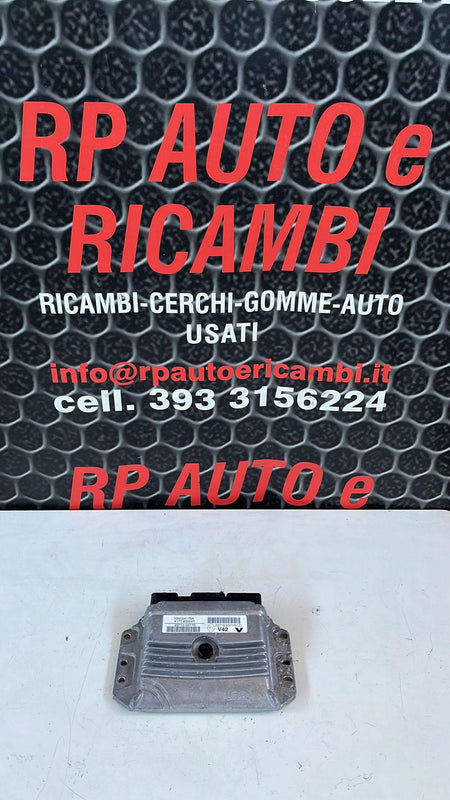 RP AUTO e
RICAMBI
RICAMBI-CERCHI-GOMME-AUTO
USATI
info@rpautoericambi.it
cell. 393 3156224
RP AUTO e
V42